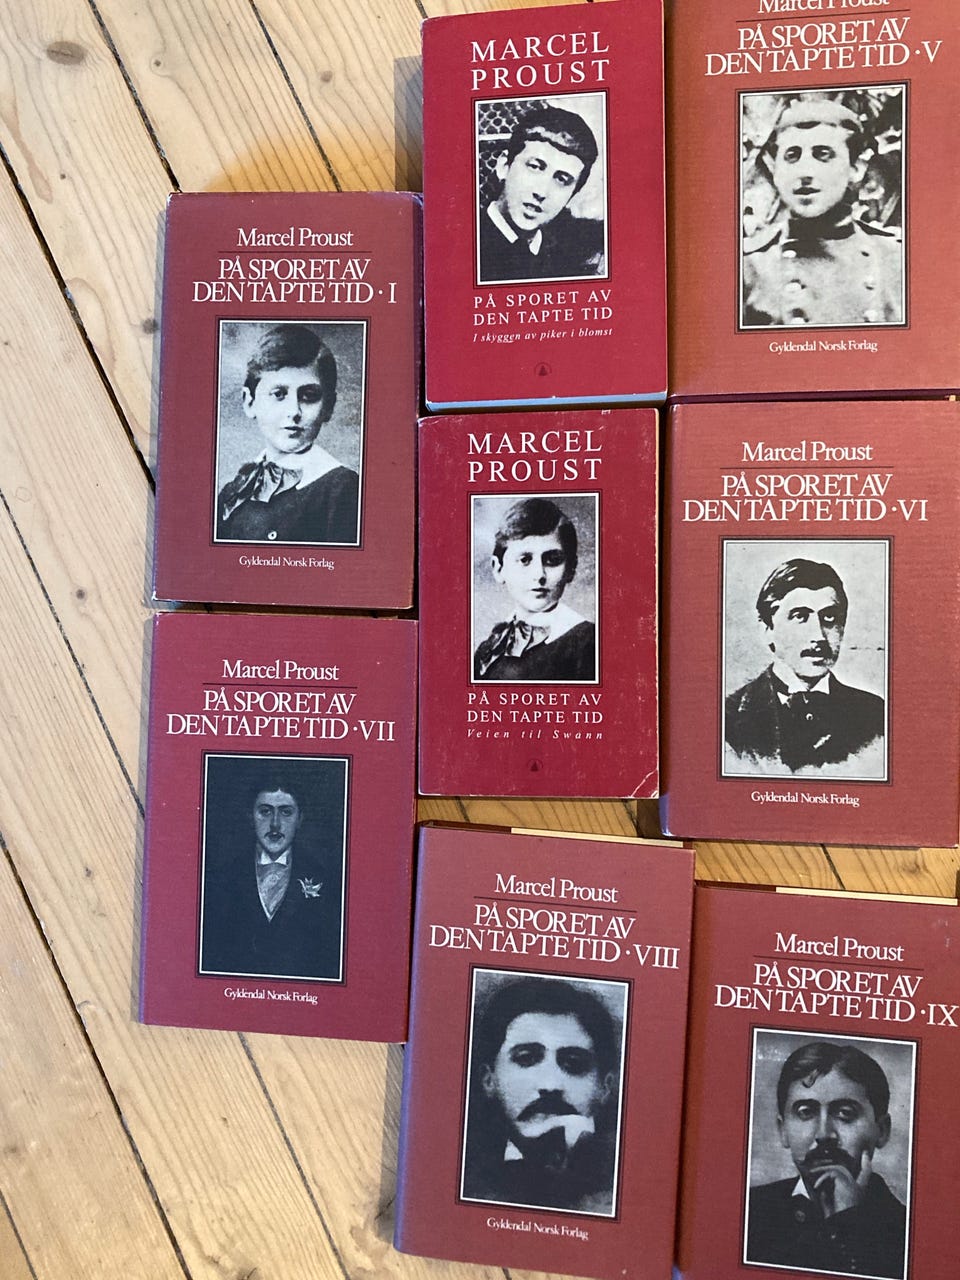 MARCEL
PROUST
PÅ SPORET AV
DEN TAPTE TID
I skyggen av piker i blomst
Marcel Proust
PÅ SPORET AV
DEN TAPTE TID · V
Gyldendal Norsk Forlag
Marcel Proust
PÅ SPORET AV
DEN TAPTE TID · I
Gyldendal Norsk Forlag
MARCEL
PROUST
PÅ SPORET AV
DEN TAPTE TID
Veien til Swann
Marcel Proust
PÅ SPORET AV
DEN TAPTE TID · VI
Gyldendal Norsk Forlag
Marcel Proust
PÅ SPORET AV
DEN TAPTE TID · VII
Gyldendal Norsk Forlag
Marcel Proust
PÅ SPORET AV
DEN TAPTE TID · VIII
Gyldendal Norsk Forlag
Marcel Proust
PÅ SPORET AV
DEN TAPTE TID · IX